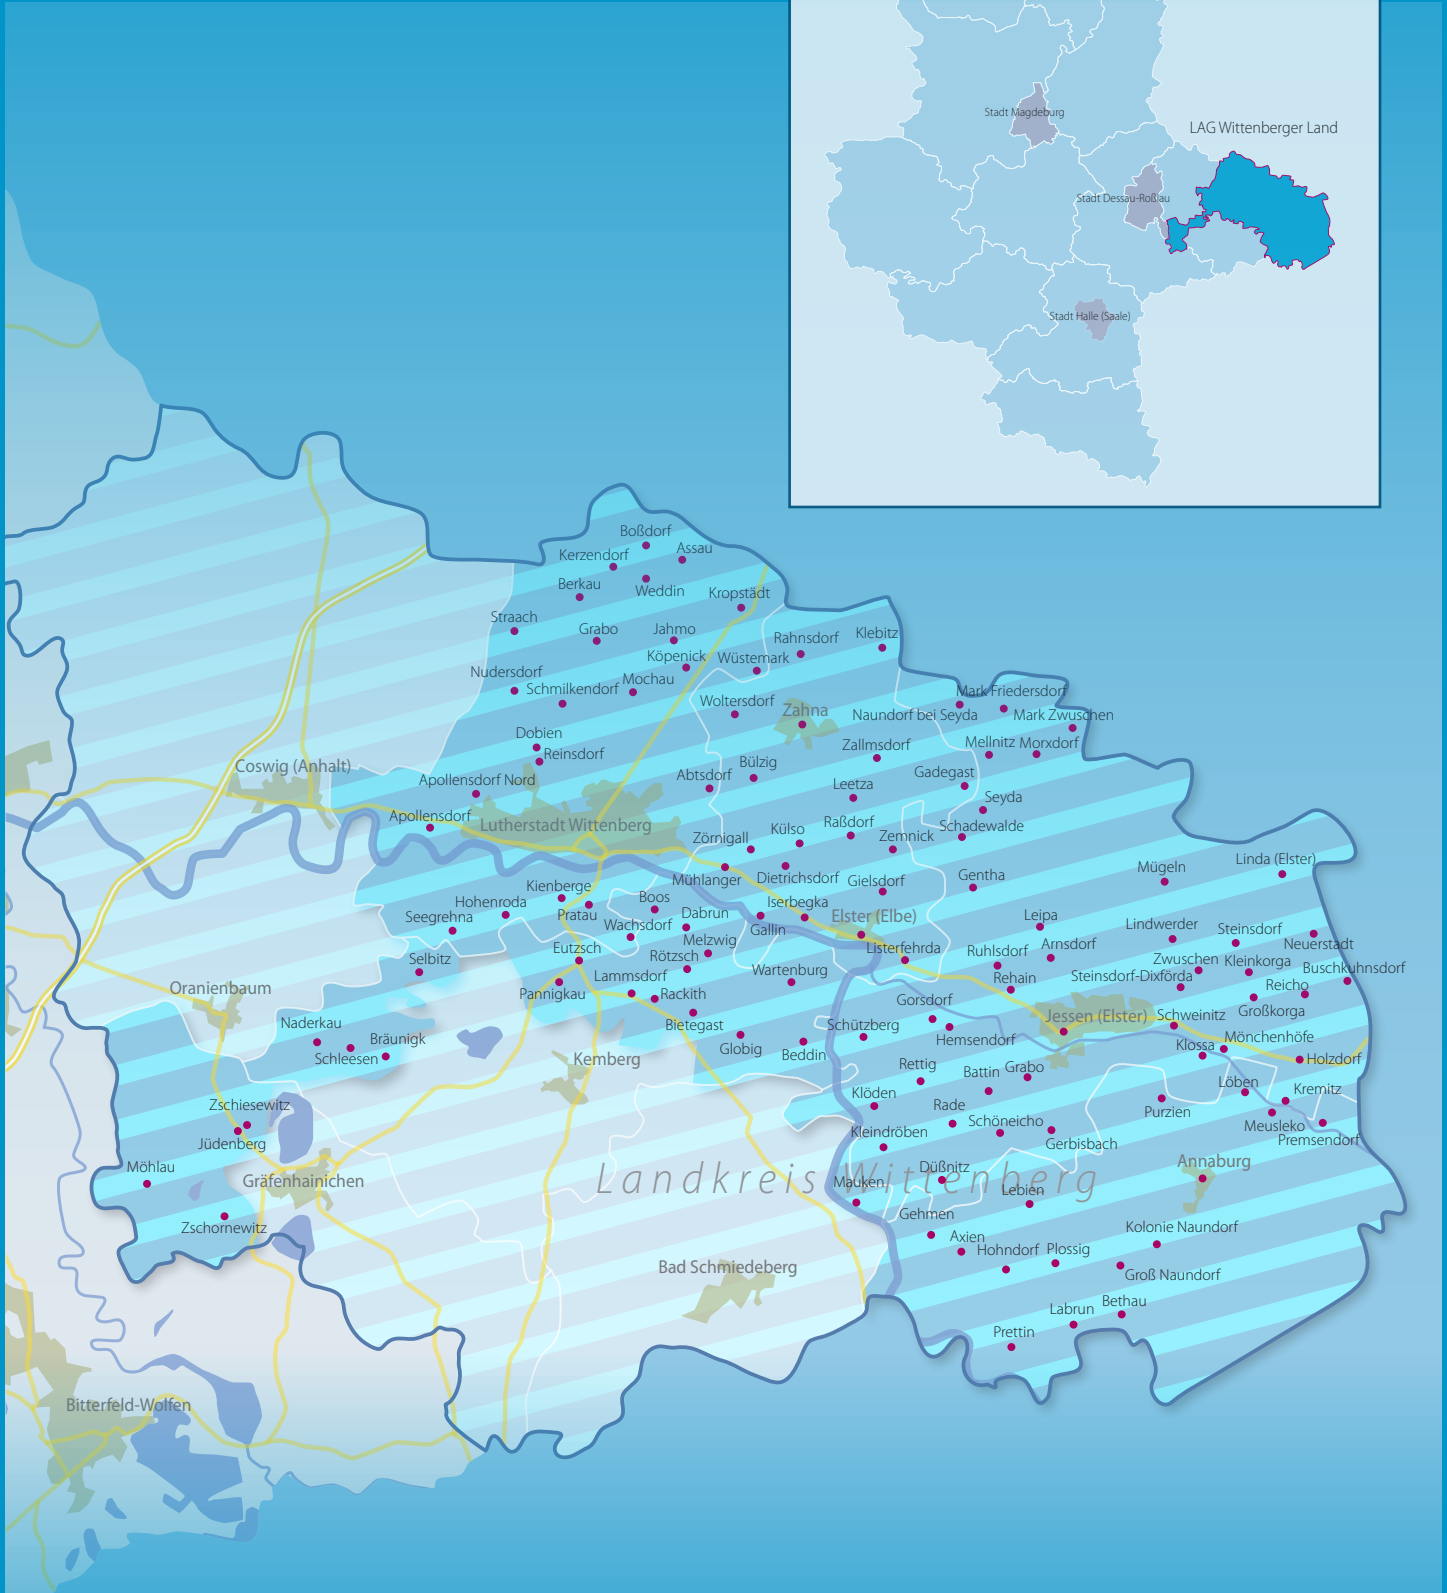 Stadt Magdeburg
LAG Wittenberger Land
Stadt Dessau-Roßlau
Stadt Halle (Saale)
Boßdorf
Assau
Kerzendorf
Berkau
Weddin
Kropstädt
Straach
Grabo
Jahmo
Rahnsdorf
Klebitz
Köpenick
Wüstemark
Nudersdorf
Schmilkendorf
Mochau
Mark Friedersdorf
Woltersdorf
Zahna
Naundorf bei Seyda
Mark Zwuschen
Dobien
Reinsdorf
Zallmsdorf
Mellnitz
Morxdorf
Coswig (Anhalt)
Apollensdorf Nord
Abtsdorf
Bülzig
Leetza
Gadegast
Seyda
Apollensdorf
Lutherstadt Wittenberg
Zörnigall
Külso
Raßdorf
Zemnick
Schadewalde
Mühlanger
Dietrichsdorf
Gielsdorf
Gentha
Mügeln
Linda (Elster)
Kienberge
Hohenroda
Pratau
Boos
Iserbegka
Seegrehna
Wachsdorf
Dabrun
Gallin
Elster (Elbe)
Leipa
Lindwerder
Steinsdorf
Neuerstadt
Eutzsch
Melzwig
Listerfehrda
Ruhlsdorf
Arnsdorf
Selbitz
Rötzsch
Wartenburg
Zwuschen
Kleinkorga
Buschkuhnsdorf
Oranienbaum
Pannigkau
Lammsdorf
Rackith
Rehain
Steinsdorf-Dixförda
Reicho
Großkorga
Gorsdorf
Naderkau
Bräunigk
Schleesen
Bietegast
Schützberg
Hemsendorf
Jessen (Elster)
Schweinitz
Mönchenhöfe
Kemberg
Globig
Beddin
Klossa
Holzdorf
Rettig
Battin
Grabo
Löben
Kremitz
Zschiesewitz
Klöden
Rade
Purzien
Jüdenberg
Kleindröben
Schöneicho
Gerbisbach
Meusleko
Premsendorf
Möhlau
Gräfenhainichen
Landkreis Wittenberg
Mauken
Düßnitz
Lebien
Annaburg
Zschornewitz
Gehmen
Axien
Hohndorf
Plossig
Kolonie Naundorf
Bad Schmiedeberg
Groß Naundorf
Labrun
Bethau
Prettin
Bitterfeld-Wolfen